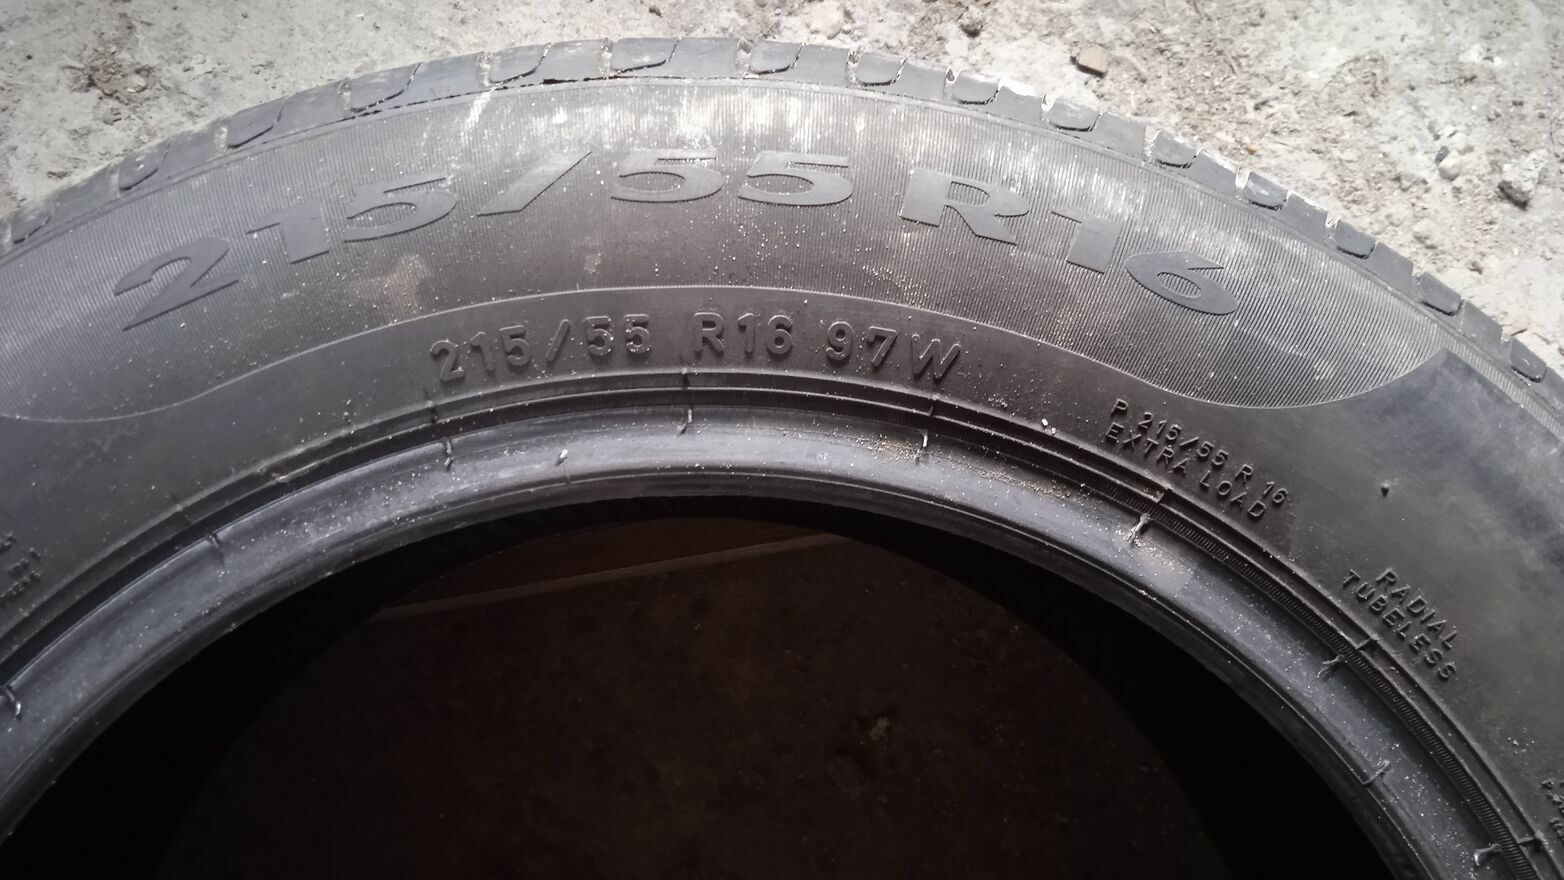 215/55 R16
215/55 R16 97W
P 215/55 R 16
EXTRA LOAD
RADIAL
TUBELESS